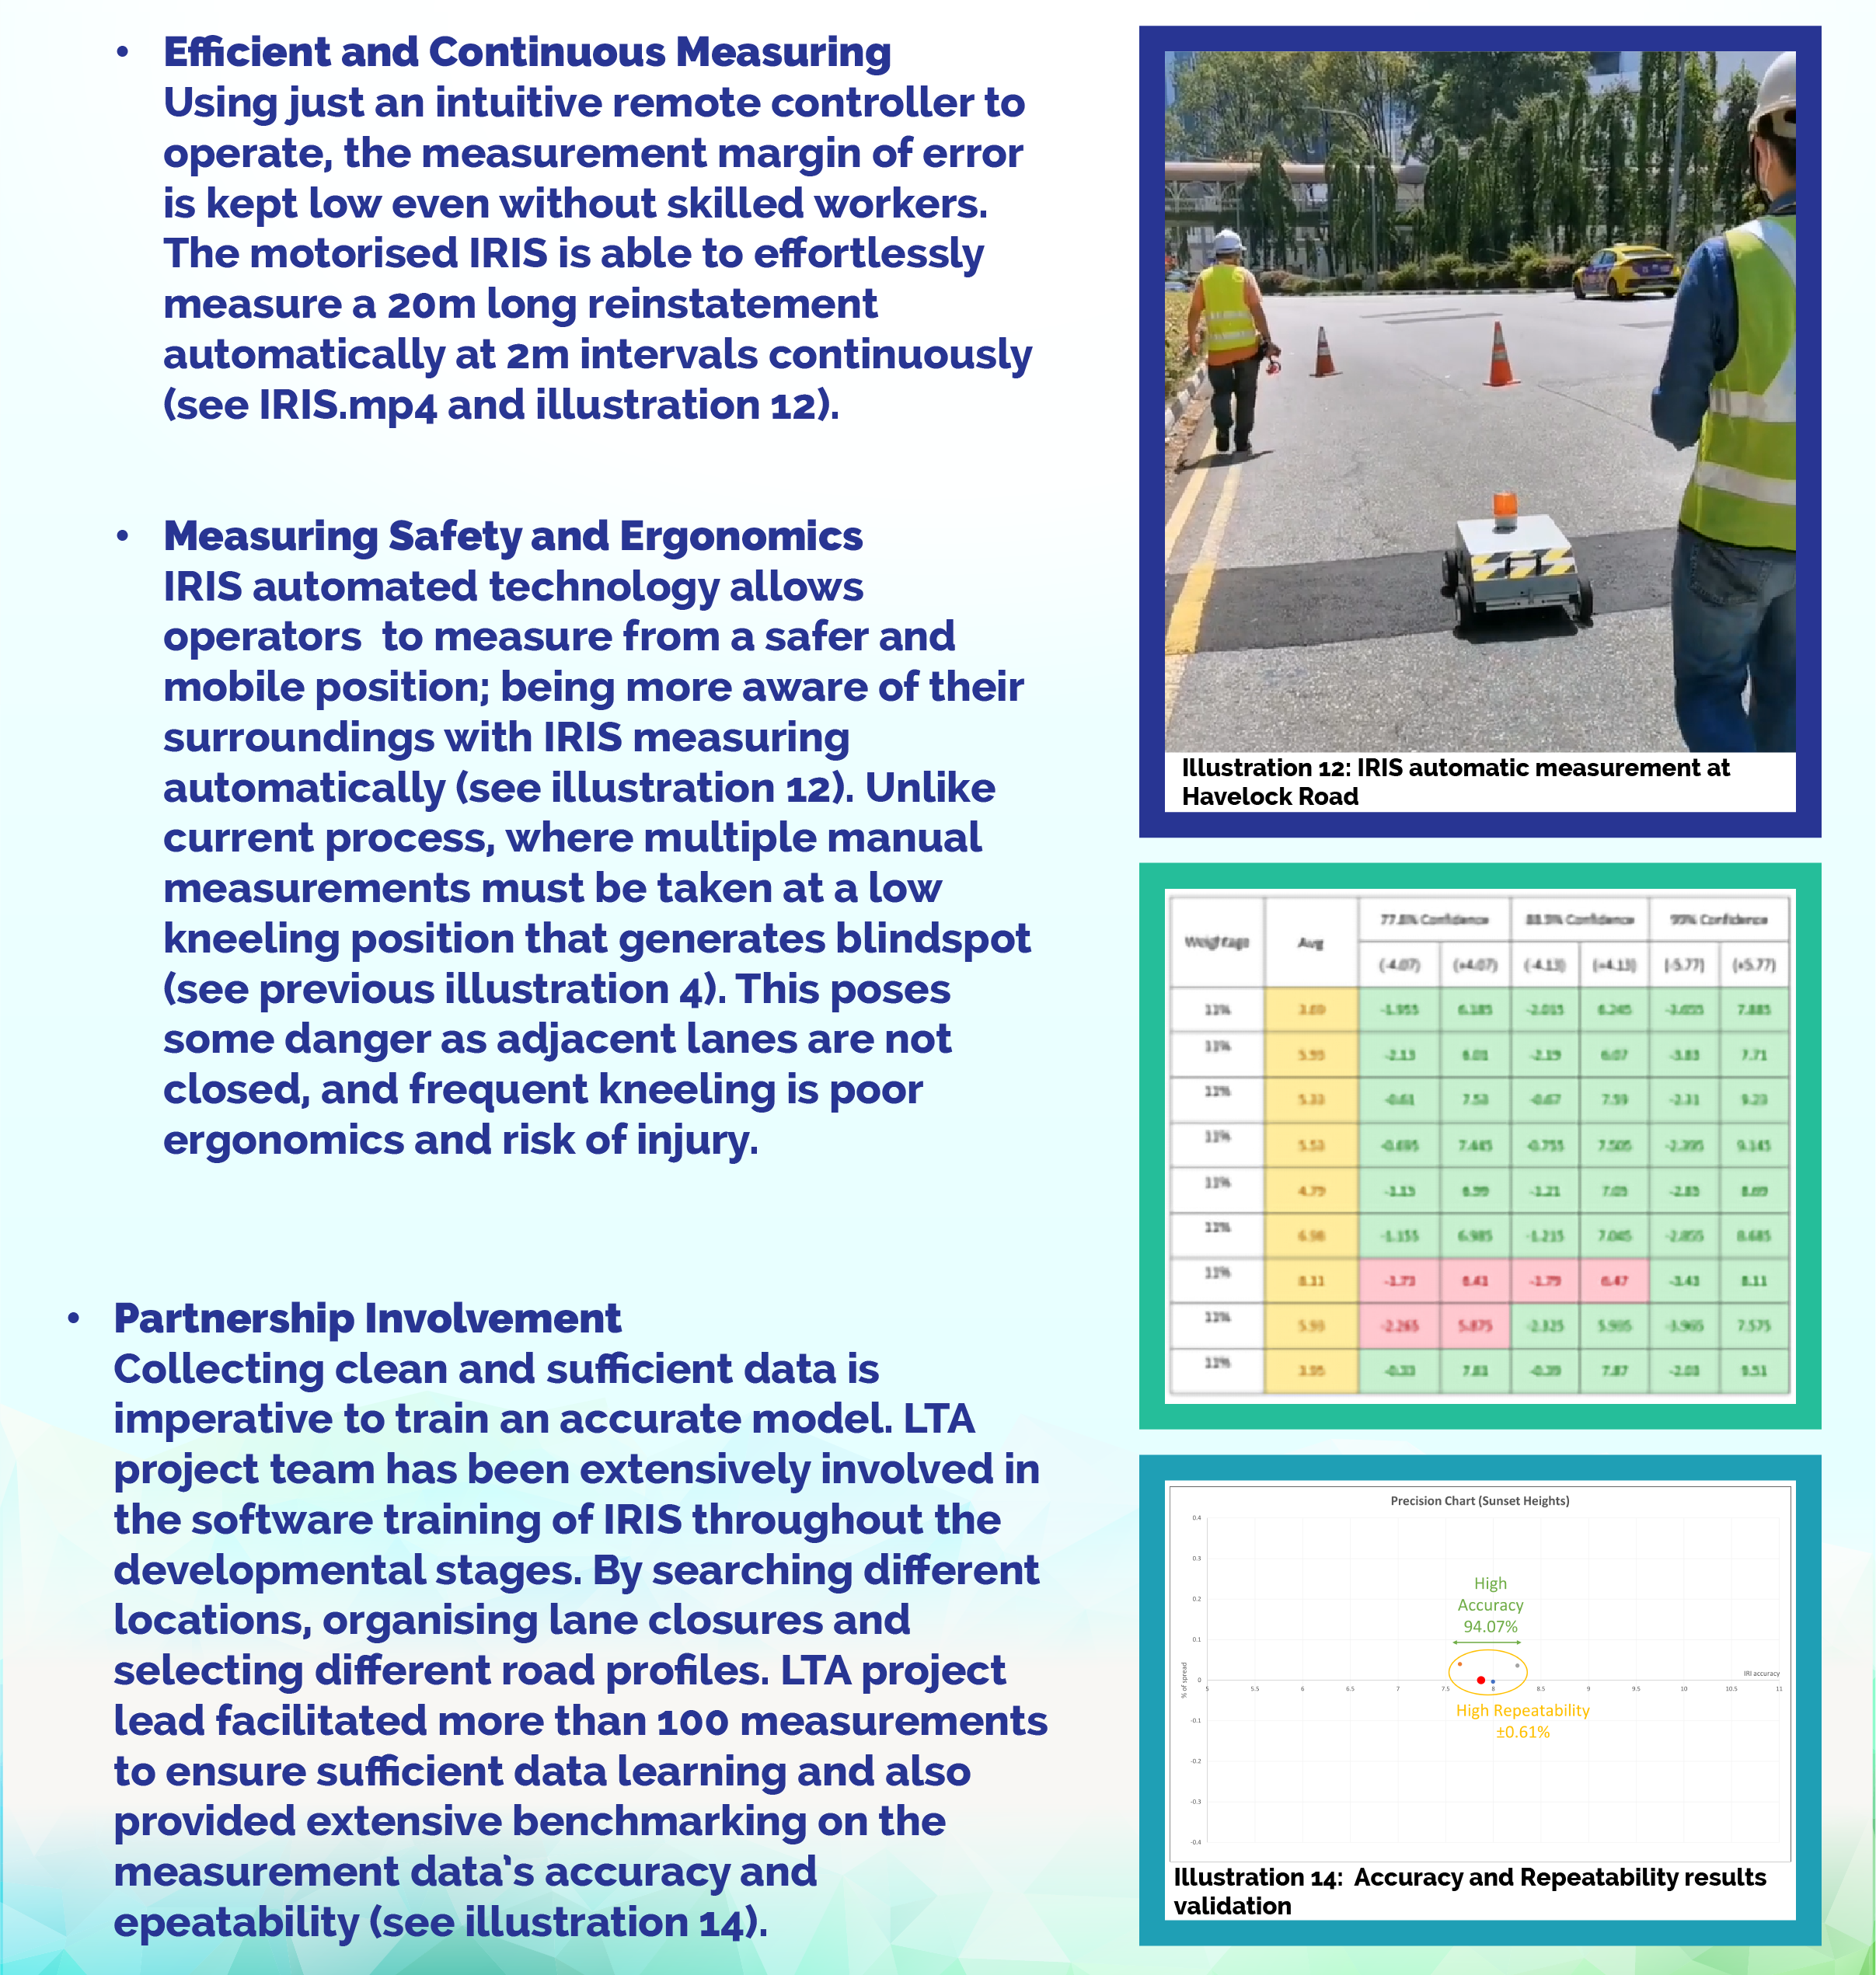 • Efficient and Continuous Measuring
Using just an intuitive remote controller to
operate, the measurement margin of error
is kept low even without skilled workers.
The motorised IRIS is able to effortlessly
measure a 20m long reinstatement
automatically at 2m intervals continuously
(see IRIS.mp4 and illustration 12).
• Measuring Safety and Ergonomics
IRIS automated technology allows
operators  to measure from a safer and
mobile position; being more aware of their
surroundings with IRIS measuring
automatically (see illustration 12). Unlike
current process, where multiple manual
measurements must be taken at a low
kneeling position that generates blindspot
(see previous illustration 4). This poses
some danger as adjacent lanes are not
closed, and frequent kneeling is poor
ergonomics and risk of injury.
• Partnership Involvement
Collecting clean and sufficient data is
imperative to train an accurate model. LTA
project team has been extensively involved in
the software training of IRIS throughout the
developmental stages. By searching different
locations, organising lane closures and
selecting different road profiles. LTA project
lead facilitated more than 100 measurements
to ensure sufficient data learning and also
provided extensive benchmarking on the
measurement data's accuracy and
epeatability (see illustration 14).
Illustration 12: IRIS automatic measurement at
Havelock Road
Weightage Avg 77.8% Confidence 88.9% Confidence 99% Confidence
(-4.07) (+4.07) (-4.13) (+4.13) (-5.77) (+5.77)
11% -1.955 6.185 -2.015 6.245 7.885
11% -2.13 6.01 -2.19 6.07 -3.83 7.71
11% 5.33 -0.61 7.53 -0.67 7.59 -2.31 9.23
11% 5.53 -0.695 7.445 -0.755 7.505 -2.395 9.145
11% 4.79 6.99 -1.21
11% 6.98 -1.155 6.985 -1.215 7.045 -2.855 8.685
11% 8.11 -1.73 6.41 -1.79 6.47 -3.43 8.11
11% -2.265 5.875 -2.325 -3.965 7.575
11% 3.95 -0.33 7.81 -0.39 7.87 -2.03 9.51
Precision Chart (Sunset Heights)
0.4
0.3
High
0.2
Accuracy
94.07%
0.1
IRI accuracy
% of spread
0
5 5.5 6 6.5 7 7.5 8 8.5 9 9.5 10 10.5 11
High Repeatability
-0.1
±0.61%
-0.2
-0.3
-0.4
Illustration 14:  Accuracy and Repeatability results
validation